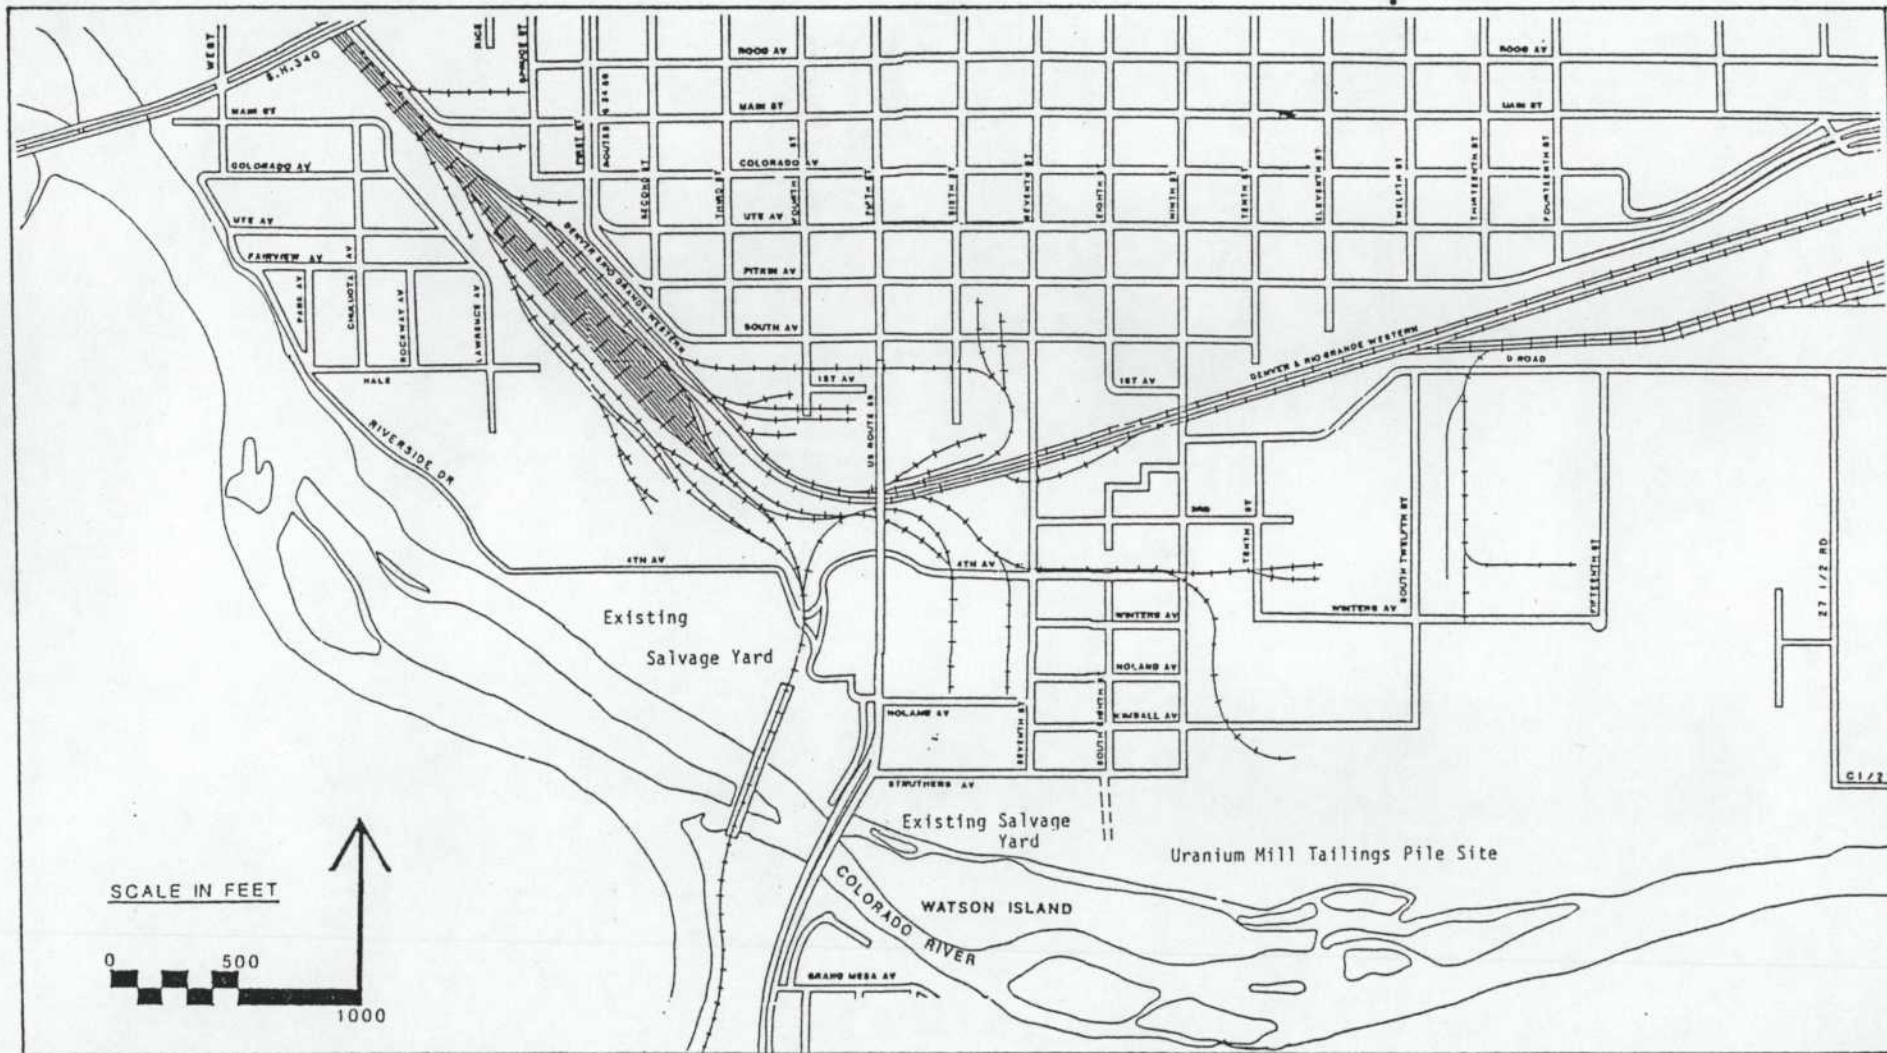 WEST
S.H.340
RICE
SPRUCE ST
ROOD AV
ROOD AV
MAIN ST
MAIN ST
MAIN ST
FIRST ST
ROUTES 6 24 50
COLORADO AV
COLORADO AV
SECOND ST
THIRD ST
FOURTH ST
FIFTH ST
SIXTH ST
SEVENTH ST
EIGHTH ST
NINTH ST
TENTH ST
ELEVENTH ST
TWELFTH ST
THIRTEENTH ST
FOURTEENTH ST
UTE AV
UTE AV
FAIRVIEW AV
PARK AV
CHULUOTA AV
ROCKWAY AV
LAWRENCE AV
HALE
DENVER & RIO GRANDE WESTERN
PITKIN AV
SOUTH AV
1ST AV
1ST AV
US ROUTE 50
DENVER & RIO GRANDE WESTERN
D ROAD
RIVERSIDE DR
3RD
TENTH ST
SOUTH TWELFTH ST
FIFTEENTH ST
27 1/2 RD
4TH AV
4TH AV
WINTERS AV
WINTERS AV
Existing
Salvage Yard
NOLAND AV
NOLAND AV
KIMBALL AV
SEVENTH ST
SOUTH EIGHTH
STRUTHERS AV
C1/2
Existing Salvage
Yard
Uranium Mill Tailings Pile Site
COLORADO RIVER
WATSON ISLAND
GRAND MESA AV
SCALE IN FEET
0 500
1000